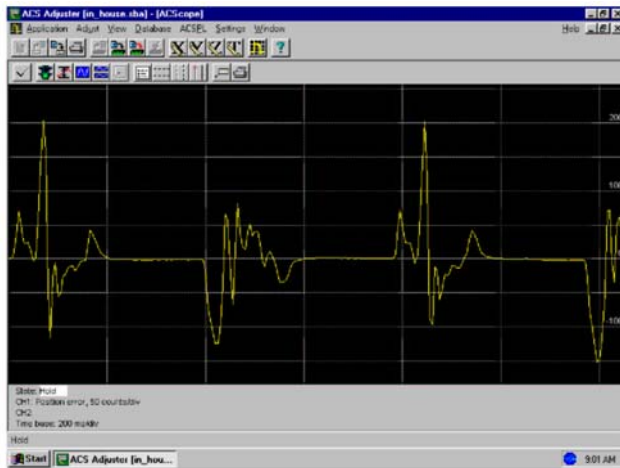 ACS Adjuster [in_house.sba] - [ACScope]
Application Adjust View Database ACSPL Settings Window Help
200
100
0
-100
State: Hold
CH1: Position error, 50 counts/div
CH2:
Time base: 200 ms/div
Hold
Start ACS Adjuster [in_hou... 9:01 AM